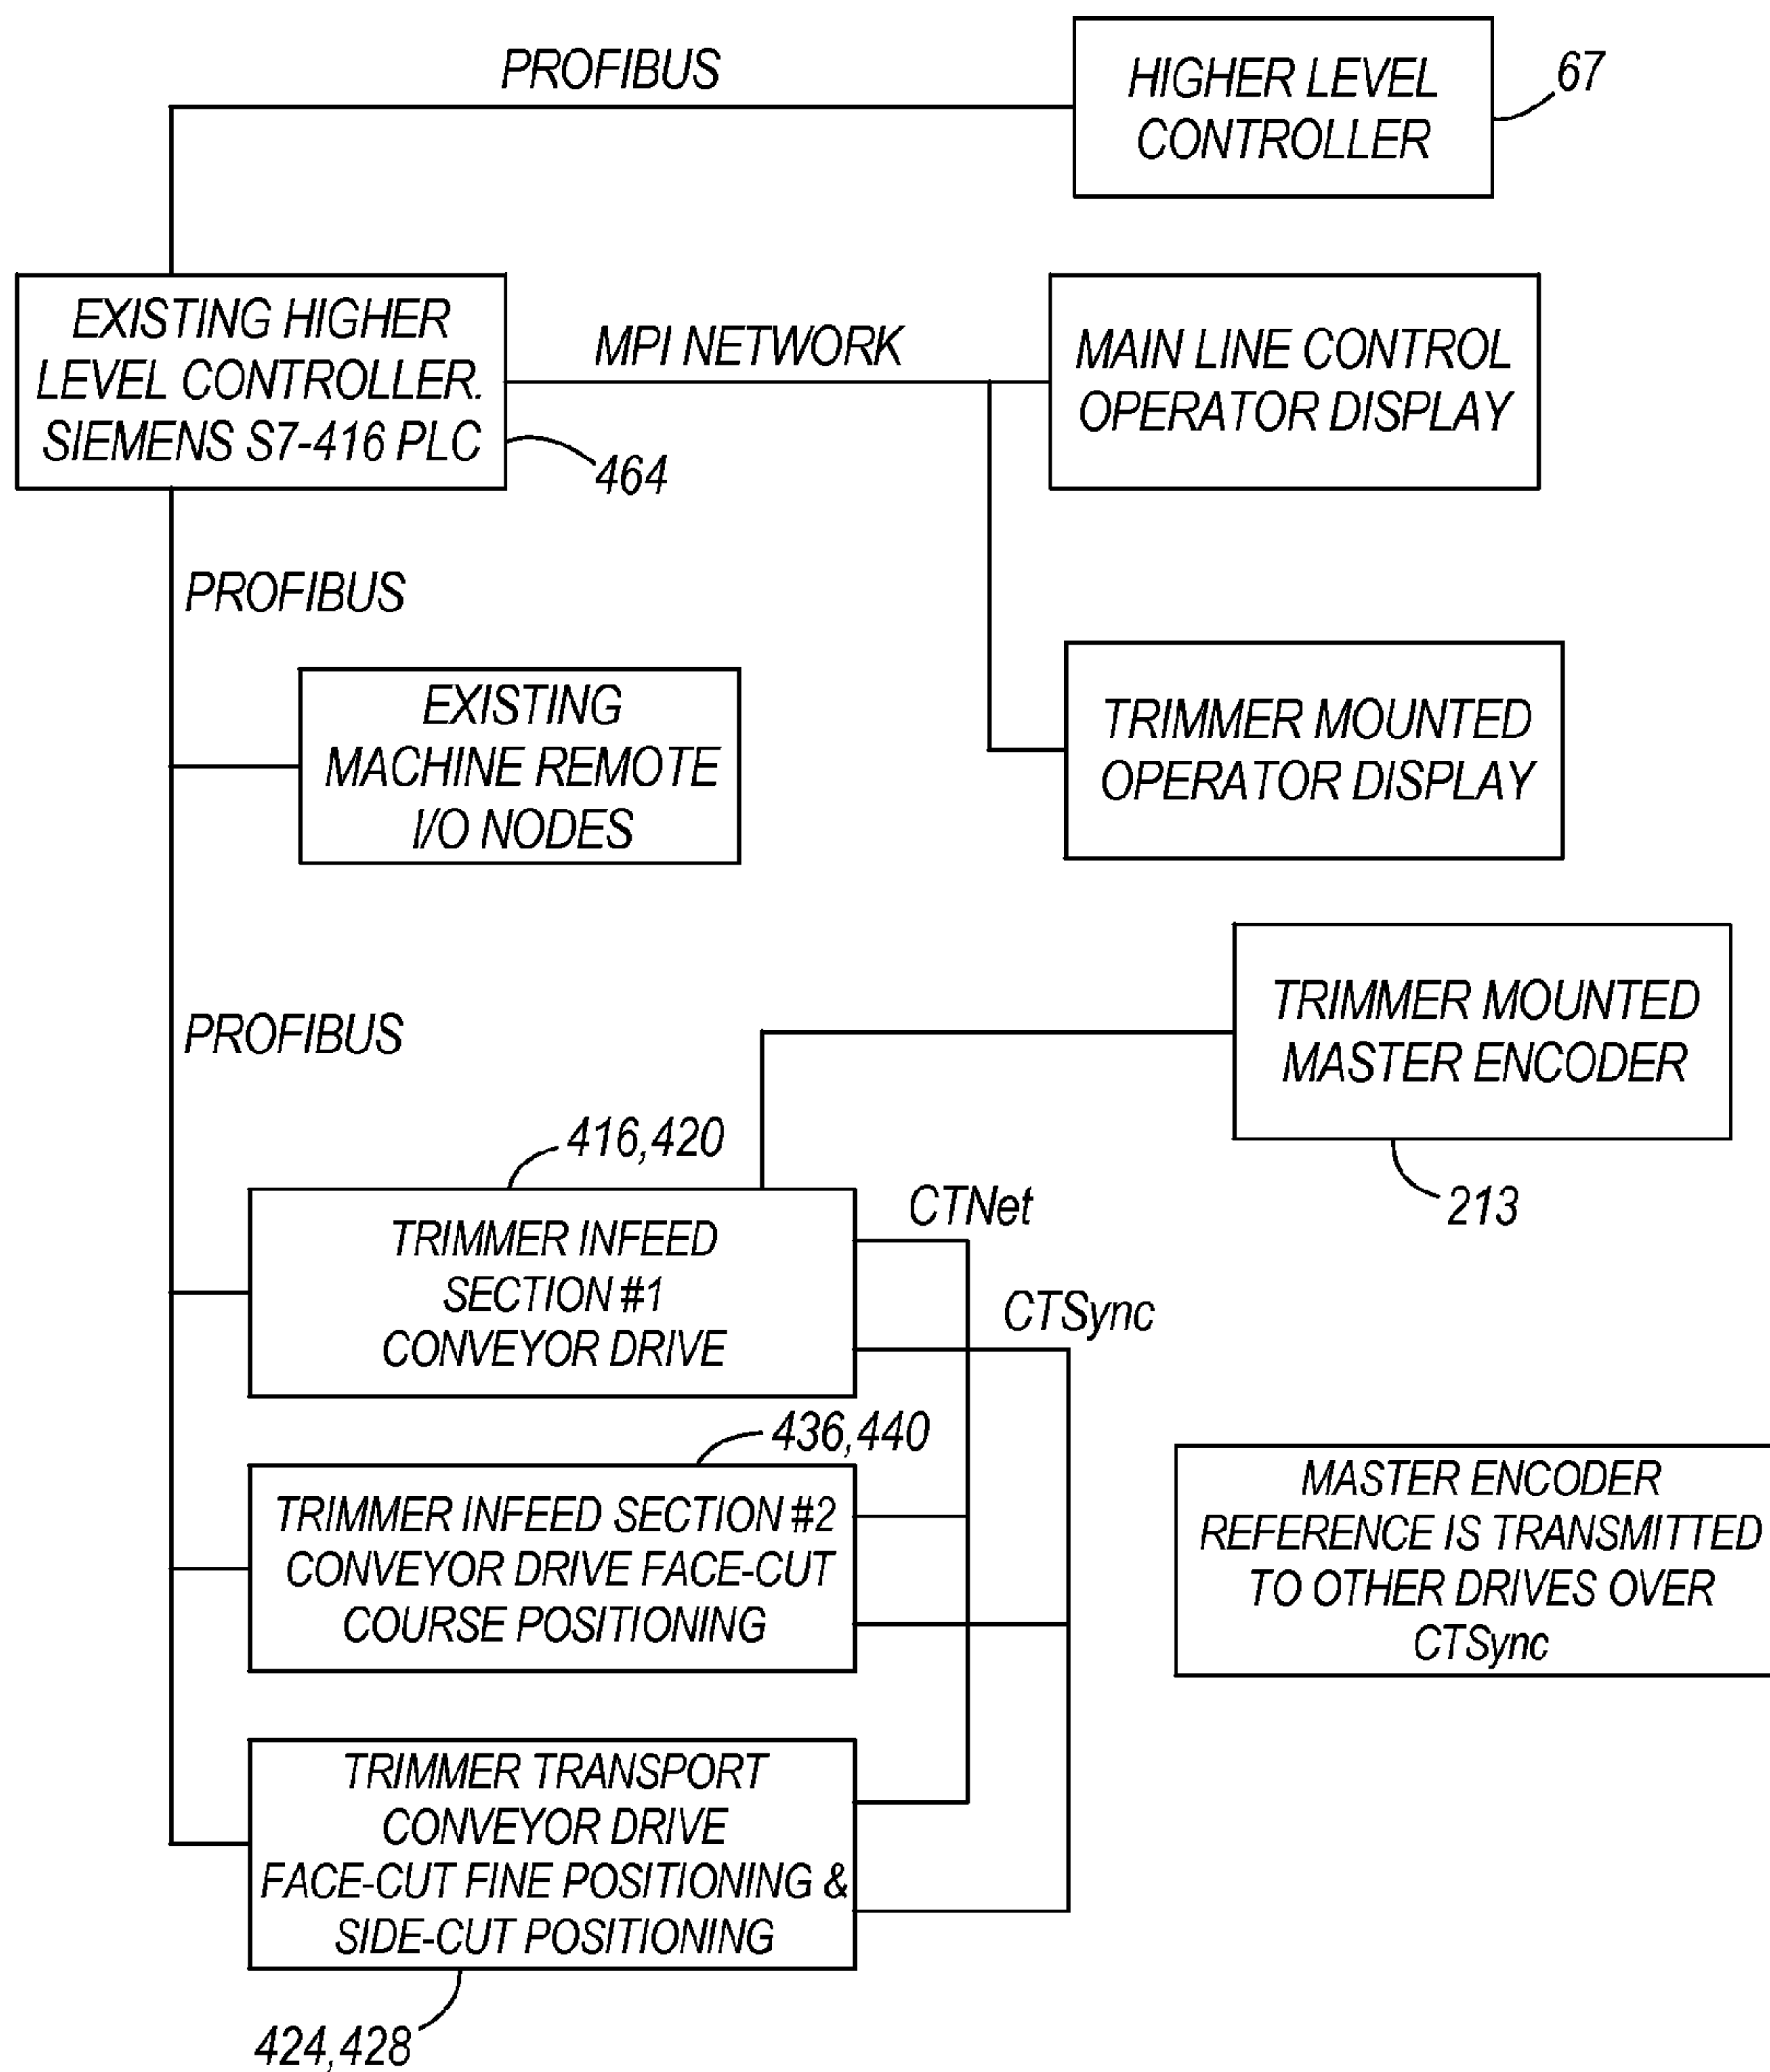 PROFIBUS
HIGHER LEVEL
CONTROLLER
67
EXISTING HIGHER
LEVEL CONTROLLER.
SIEMENS S7-416 PLC
464
MPI NETWORK
MAIN LINE CONTROL
OPERATOR DISPLAY
PROFIBUS
EXISTING
MACHINE REMOTE
I/O NODES
TRIMMER MOUNTED
OPERATOR DISPLAY
PROFIBUS
TRIMMER MOUNTED
MASTER ENCODER
213
416,420
TRIMMER INFEED
SECTION #1
CONVEYOR DRIVE
CTNet
CTSync
436,440
TRIMMER INFEED SECTION #2
CONVEYOR DRIVE FACE-CUT
COURSE POSITIONING
MASTER ENCODER
REFERENCE IS TRANSMITTED
TO OTHER DRIVES OVER
CTSync
TRIMMER TRANSPORT
CONVEYOR DRIVE
FACE-CUT FINE POSITIONING &
SIDE-CUT POSITIONING
424,428